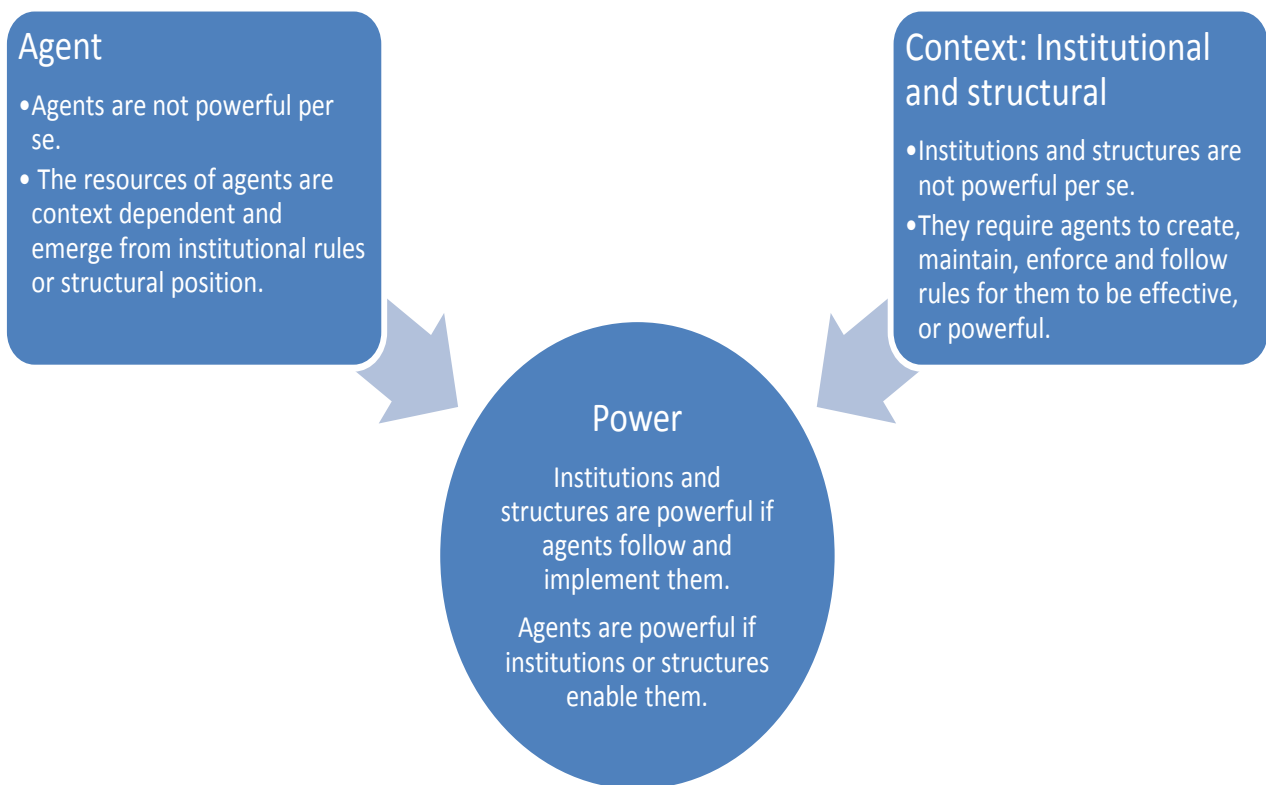 Agent
•Agents are not powerful per
se.
• The resources of agents are
context dependent and
emerge from institutional rules
or structural position.
Context: Institutional
and structural
•Institutions and structures are
not powerful per se.
•They require agents to create,
maintain, enforce and follow
rules for them to be effective,
or powerful.
Power
Institutions and
structures are powerful if
agents follow and
implement them.
Agents are powerful if
institutions or structures
enable them.